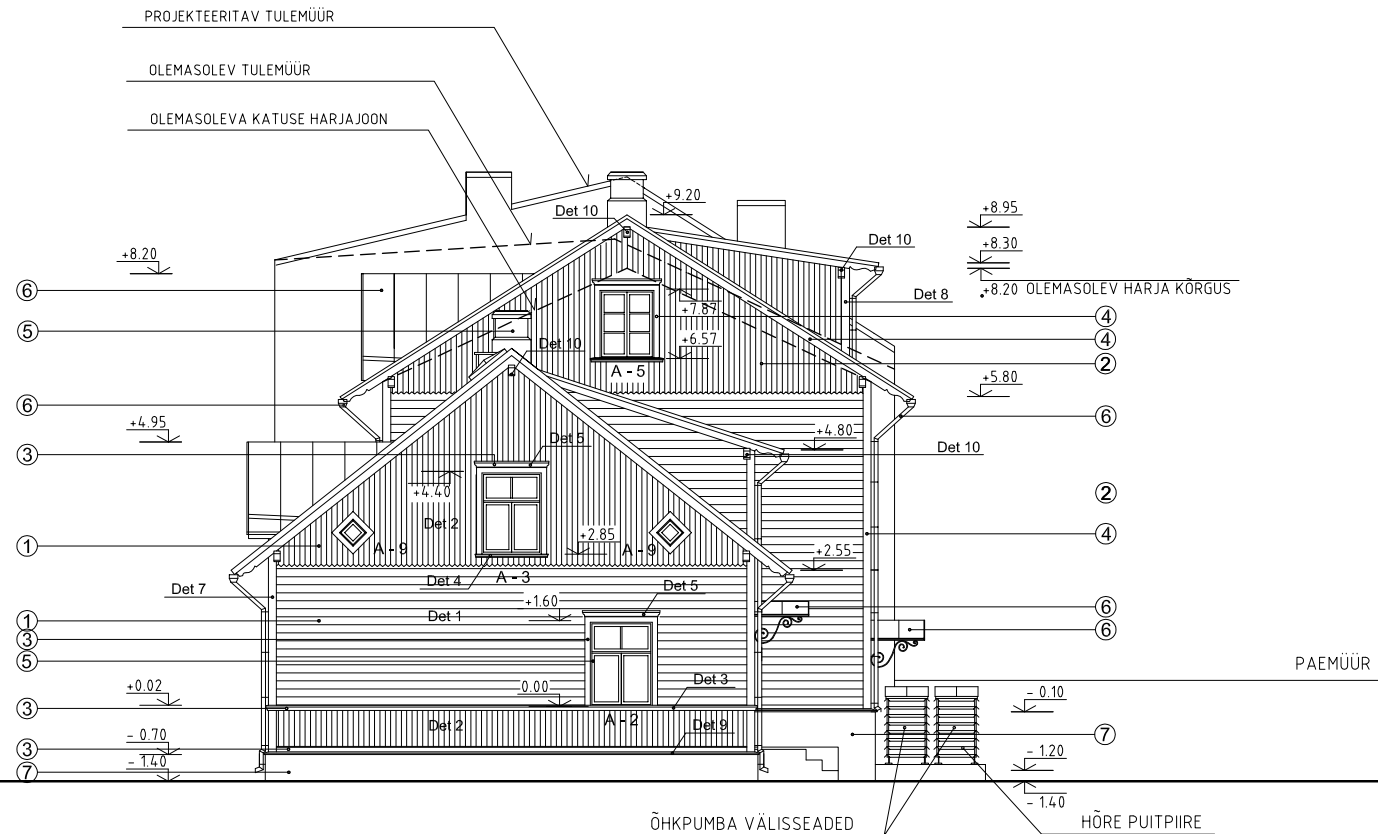 PROJEKTEERITAV TULEMÜÜR
OLEMASOLEV TULEMÜÜR
OLEMASOLEVA KATUSE HARJAJOON
+9.20
Det 10
+8.95
Det 10
+8.30
+8.20
6
Det 8
+8.20 OLEMASOLEV HARJA KÕRGUS
+7.87
4
5
4
+6.57
Det 10
A - 5
2
+5.80
6
6
+4.95
+4.80
Det 5
Det 10
3
+4.40
2
Det 2
+2.85
4
1
A - 9
A - 9
+2.55
Det 4
A - 3
Det 7
Det 5
+1.60
6
Det 1
1
6
3
5
PAEMÜÜR
+0.02
0.00
Det 3
- 0.10
3
A - 2
Det 2
Det 9
- 0.70
7
3
- 1.20
- 1.40
7
- 1.40
ÕHKPUMBA VÄLISSEADED
HÕRE PUITPIIRE